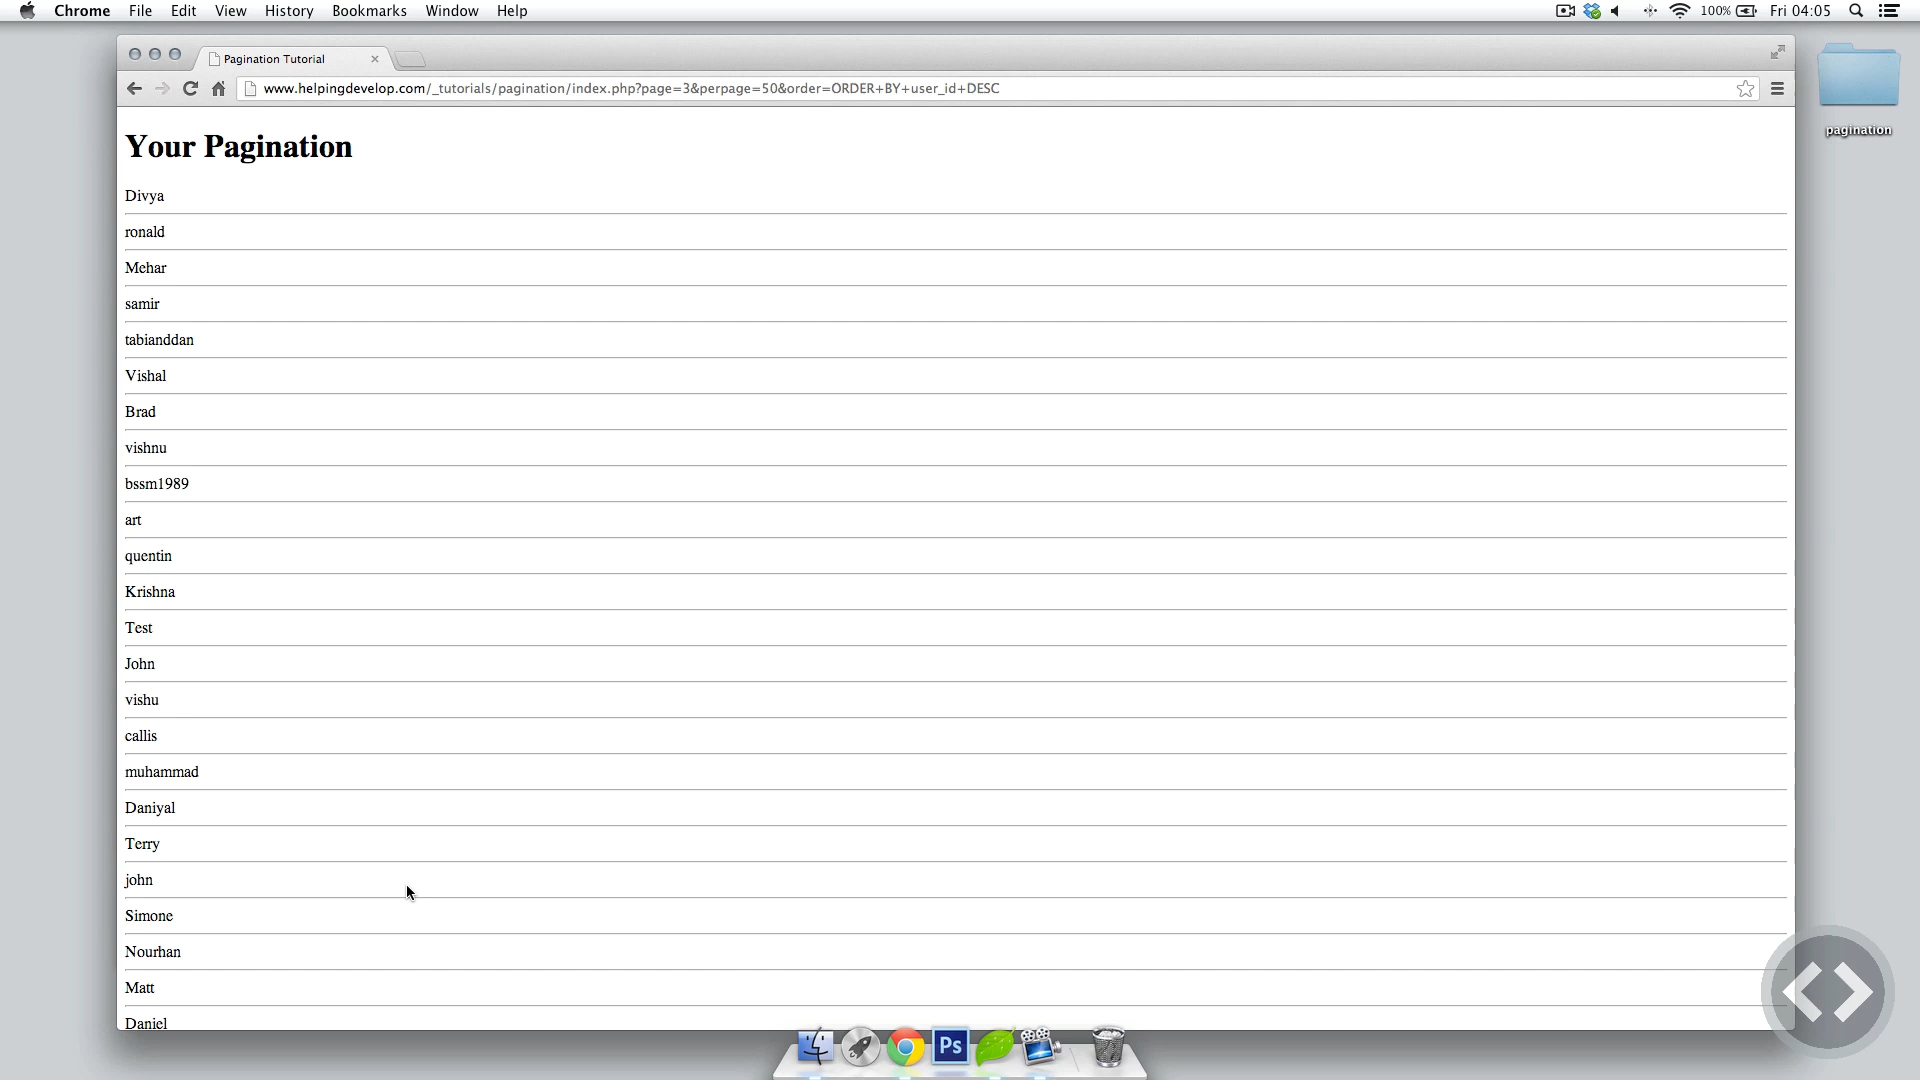 Chrome File Edit View History Bookmarks Window Help 100% Fri 04:05
Pagination Tutorial
www.helpingdevelop.com/_tutorials/pagination/index.php?page=3&perpage=50&order=ORDER+BY+user_id+DESC
pagination
Your Pagination
Divya
ronald
Mehar
samir
tabianddan
Vishal
Brad
vishnu
bssm1989
art
quentin
Krishna
Test
John
vishu
callis
muhammad
Daniyal
Terry
john
Simone
Nourhan
Matt
Daniel
Ps